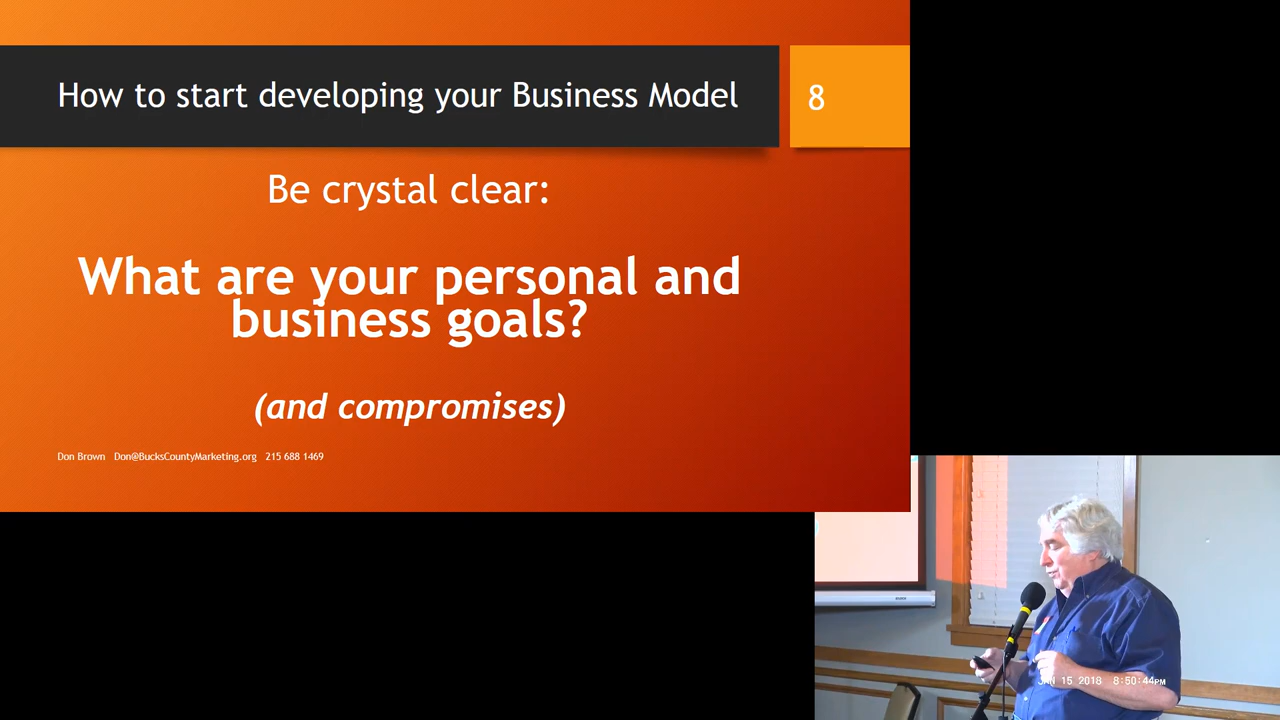 How to start developing your Business Model
8
Be crystal clear:
What are your personal and
business goals?
(and compromises)
Don Brown Don@BucksCountyMarketing.org 215 688 1469
JAN 15 2018 8:50:44PM